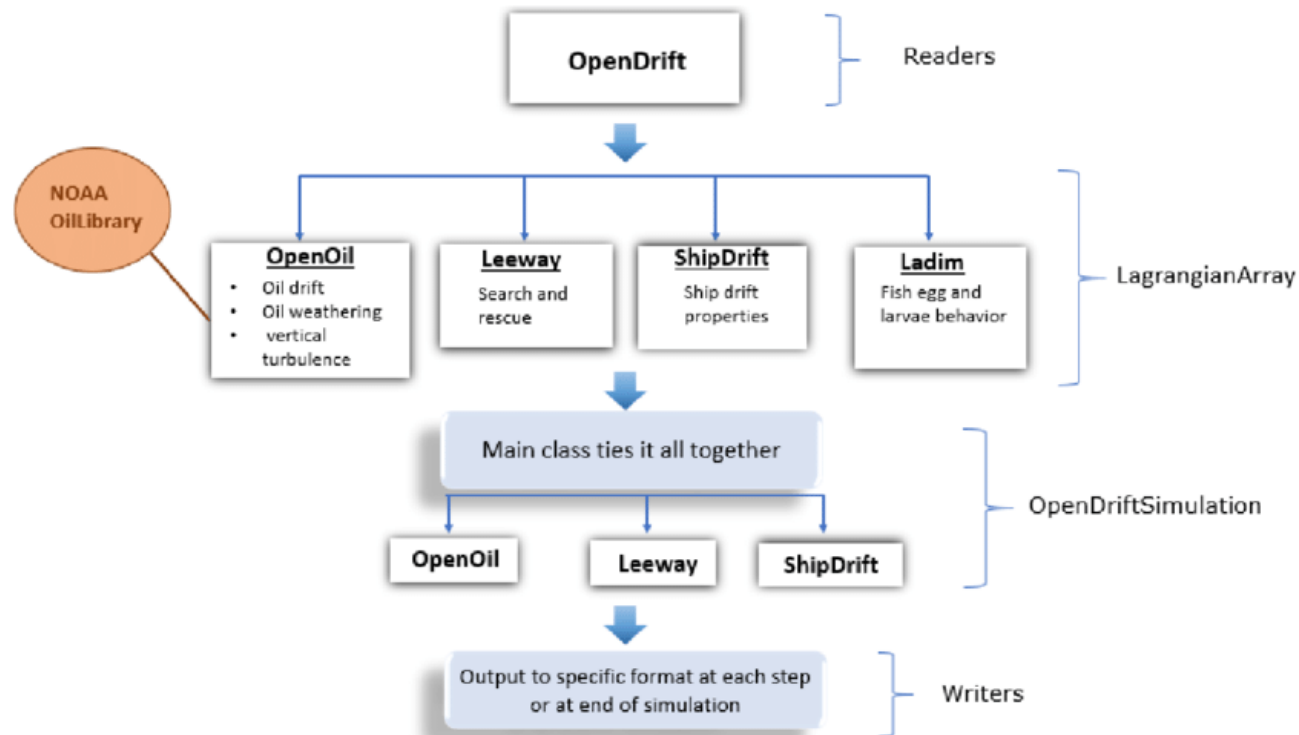 OpenDrift
Readers
NOAA
OilLibrary
OpenOil
• Oil drift
• Oil weathering
• vertical
turbulence
Leeway
Search and
rescue
ShipDrift
Ship drift
properties
Ladim
Fish egg and
larvae behavior
LagrangianArray
Main class ties it all together
OpenDriftSimulation
OpenOil
Leeway
ShipDrift
Output to specific format at each step
or at end of simulation
Writers